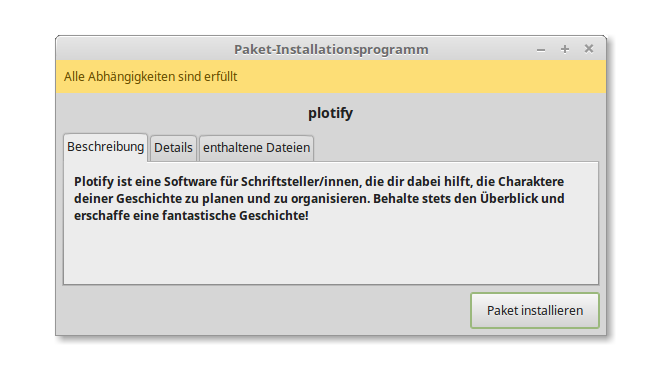 Paket-Installationsprogramm
Alle Abhängigkeiten sind erfüllt
plotify
Beschreibung Details enthaltene Dateien
Plotify ist eine Software für Schriftsteller/innen, die dir dabei hilft, die Charaktere
deiner Geschichte zu planen und zu organisieren. Behalte stets den Überblick und
erschaffe eine fantastische Geschichte!
Paket installieren